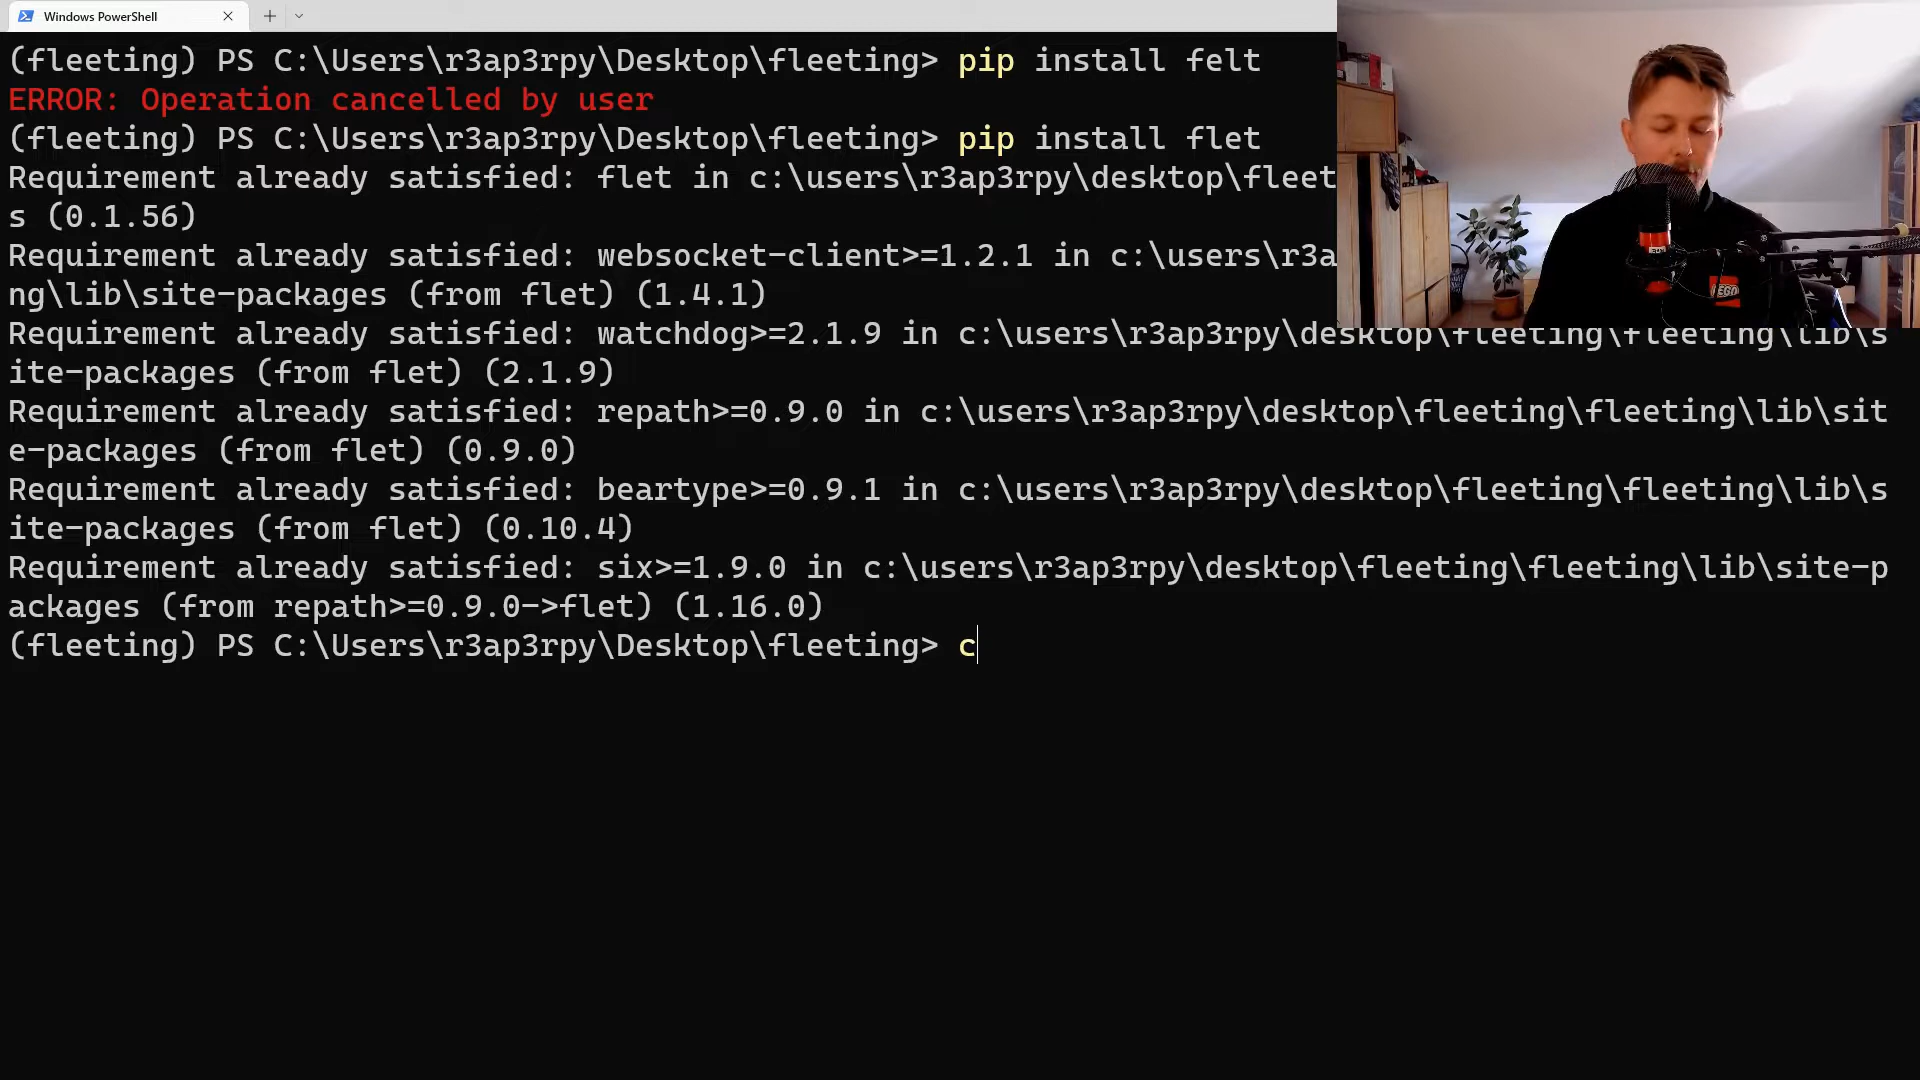 Windows PowerShell
(fleeting) PS C:\Users\r3ap3rpy\Desktop\fleeting> pip install felt
ERROR: Operation cancelled by user
(fleeting) PS C:\Users\r3ap3rpy\Desktop\fleeting> pip install flet
Requirement already satisfied: flet in c:\users\r3ap3rpy\desktop\fleet
s (0.1.56)
Requirement already satisfied: websocket-client>=1.2.1 in c:\users\r3a
ng\lib\site-packages (from flet) (1.4.1)
Requirement already satisfied: watchdog>=2.1.9 in c:\users\r3ap3rpy\desktop\fleeting\fleeting\lib\s
ite-packages (from flet) (2.1.9)
Requirement already satisfied: repath>=0.9.0 in c:\users\r3ap3rpy\desktop\fleeting\fleeting\lib\sit
e-packages (from flet) (0.9.0)
Requirement already satisfied: beartype>=0.9.1 in c:\users\r3ap3rpy\desktop\fleeting\fleeting\lib\s
ite-packages (from flet) (0.10.4)
Requirement already satisfied: six>=1.9.0 in c:\users\r3ap3rpy\desktop\fleeting\fleeting\lib\site-p
ackages (from repath>=0.9.0->flet) (1.16.0)
(fleeting) PS C:\Users\r3ap3rpy\Desktop\fleeting> c
LEGO